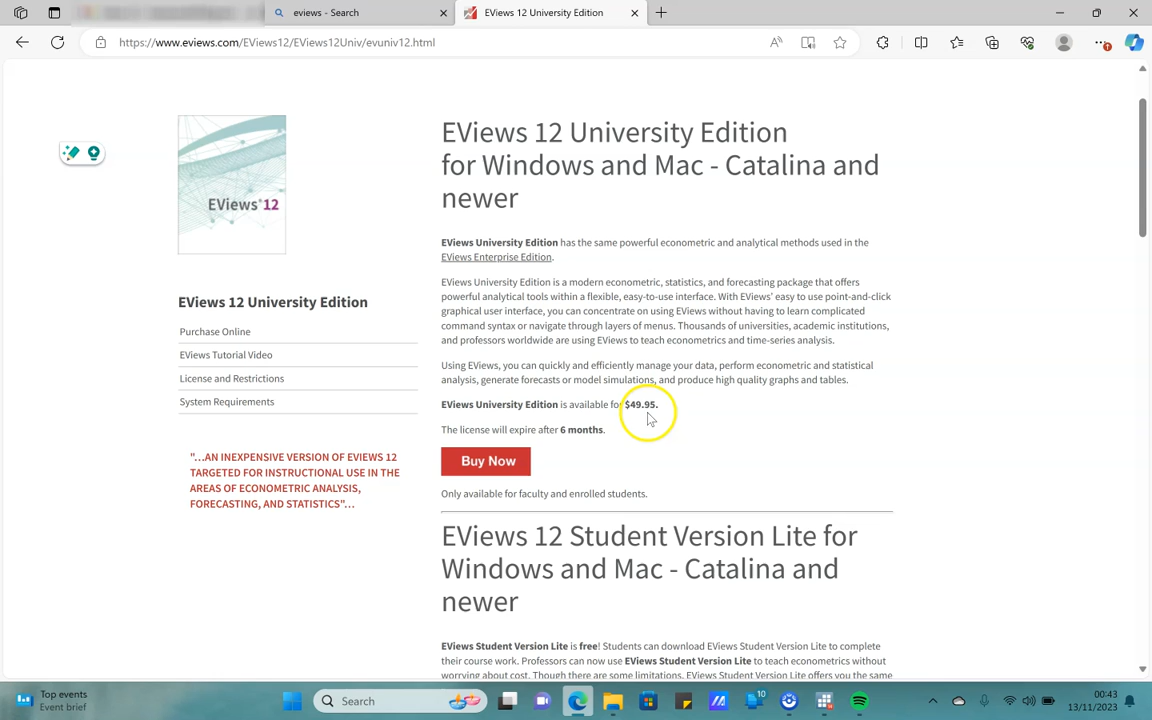 eviews - Search
EViews 12 University Edition
https://www.eviews.com/EViews12/EViews12Univ/evuniv12.html
EViews 12 University Edition
for Windows and Mac - Catalina and
newer
EViews®12
EViews University Edition has the same powerful econometric and analytical methods used in the
EViews Enterprise Edition.
EViews University Edition is a modern econometric, statistics, and forecasting package that offers
powerful analytical tools within a flexible, easy-to-use interface. With EViews' easy to use point-and-click
graphical user interface, you can concentrate on using EViews without having to learn complicated
command syntax or navigate through layers of menus. Thousands of universities, academic institutions,
and professors worldwide are using EViews to teach econometrics and time-series analysis.
Using EViews, you can quickly and efficiently manage your data, perform econometric and statistical
analysis, generate forecasts or model simulations, and produce high quality graphs and tables.
EViews University Edition is available for $49.95.
The license will expire after 6 months.
Buy Now
Only available for faculty and enrolled students.
EViews 12 University Edition
Purchase Online
EViews Tutorial Video
License and Restrictions
System Requirements
"…AN INEXPENSIVE VERSION OF EVIEWS 12
TARGETED FOR INSTRUCTIONAL USE IN THE
AREAS OF ECONOMETRIC ANALYSIS,
FORECASTING, AND STATISTICS"…
EViews 12 Student Version Lite for
Windows and Mac - Catalina and
newer
EViews Student Version Lite is free! Students can download EViews Student Version Lite to complete
their course work. Professors can now use EViews Student Version Lite to teach econometrics without
worrying about cost. Though there are some limitations, EViews Student Version Lite offers you the same
Top events
Event brief
Search
10
00:43
13/11/2023